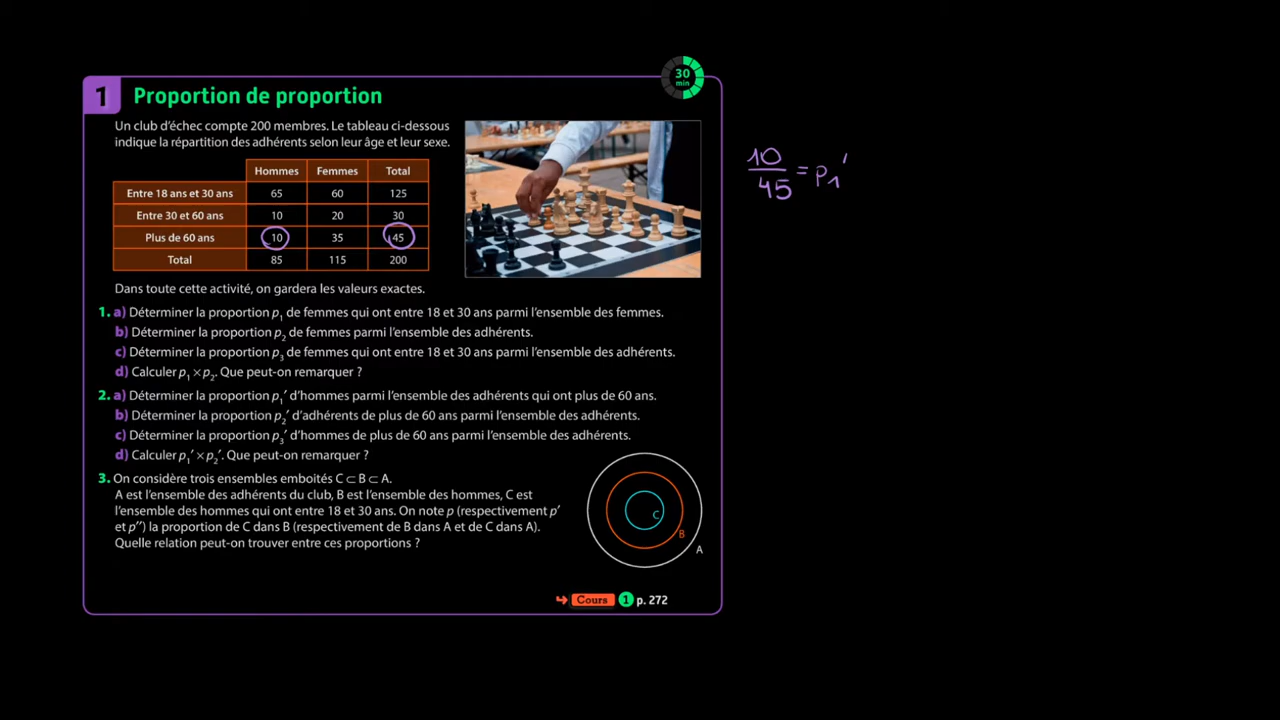 30
min
1 Proportion de proportion
Un club d'échec compte 200 membres. Le tableau ci-dessous
indique la répartition des adhérents selon leur âge et leur sexe.
Hommes Femmes Total
Entre 18 ans et 30 ans 65 60 125
Entre 30 et 60 ans 10 20 30
Plus de 60 ans 10 35 45
Total 85 115 200
10/45 = p₁′
Dans toute cette activité, on gardera les valeurs exactes.
1. a) Déterminer la proportion p₁ de femmes qui ont entre 18 et 30 ans parmi l'ensemble des femmes.
b) Déterminer la proportion p₂ de femmes parmi l'ensemble des adhérents.
c) Déterminer la proportion p₃ de femmes qui ont entre 18 et 30 ans parmi l'ensemble des adhérents.
d) Calculer p₁ × p₂. Que peut-on remarquer ?
2. a) Déterminer la proportion p₁′ d'hommes parmi l'ensemble des adhérents qui ont plus de 60 ans.
b) Déterminer la proportion p₂′ d'adhérents de plus de 60 ans parmi l'ensemble des adhérents.
c) Déterminer la proportion p₃′ d'hommes de plus de 60 ans parmi l'ensemble des adhérents.
d) Calculer p₁′ × p₂′. Que peut-on remarquer ?
3. On considère trois ensembles emboités C ⊂ B ⊂ A.
A est l'ensemble des adhérents du club, B est l'ensemble des hommes, C est
l'ensemble des hommes qui ont entre 18 et 30 ans. On note p (respectivement p′
et p″) la proportion de C dans B (respectivement de B dans A et de C dans A).
Quelle relation peut-on trouver entre ces proportions ?
C
B
A
Cours 1 p. 272